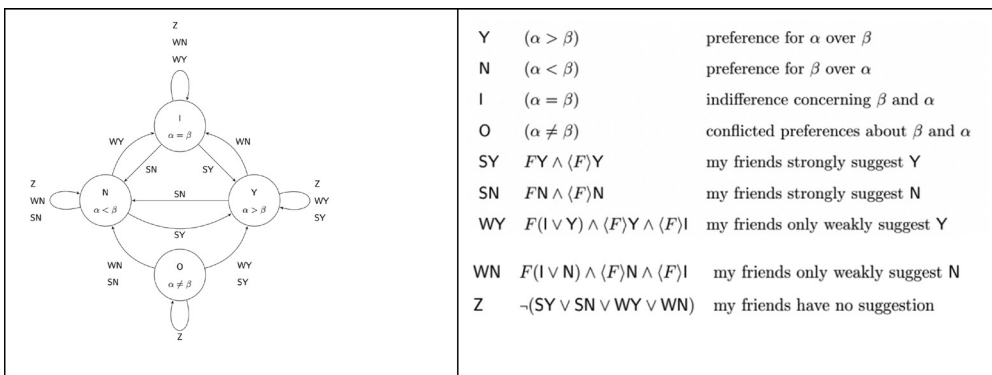 Z
WN
WY
I
α = β
WY
WN
SN
SY
Z
WN
SN
N
α < β
SN
Y
α > β
Z
WY
SY
SY
O
α ≠ β
WN
SN
WY
SY
Z
Y (α > β) preference for α over β
N (α < β) preference for β over α
I (α = β) indifference concerning β and α
O (α ≠ β) conflicted preferences about β and α
SY FY ∧ ⟨F⟩Y my friends strongly suggest Y
SN FN ∧ ⟨F⟩N my friends strongly suggest N
WY F(I ∨ Y) ∧ ⟨F⟩Y ∧ ⟨F⟩I my friends only weakly suggest Y
WN F(I ∨ N) ∧ ⟨F⟩N ∧ ⟨F⟩I my friends only weakly suggest N
Z ¬(SY ∨ SN ∨ WY ∨ WN) my friends have no suggestion